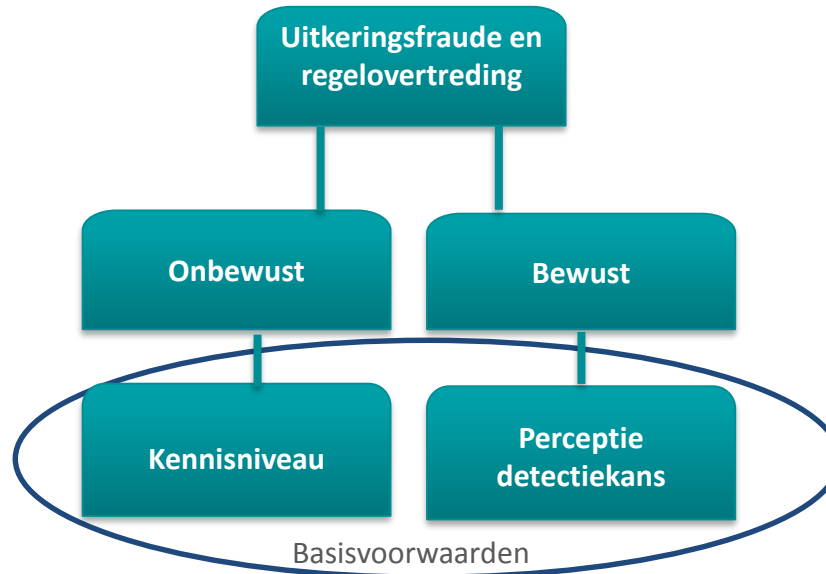 Uitkeringsfraude en
regelovertreding
Onbewust
Bewust
Kennisniveau
Perceptie
detectiekans
Basisvoorwaarden